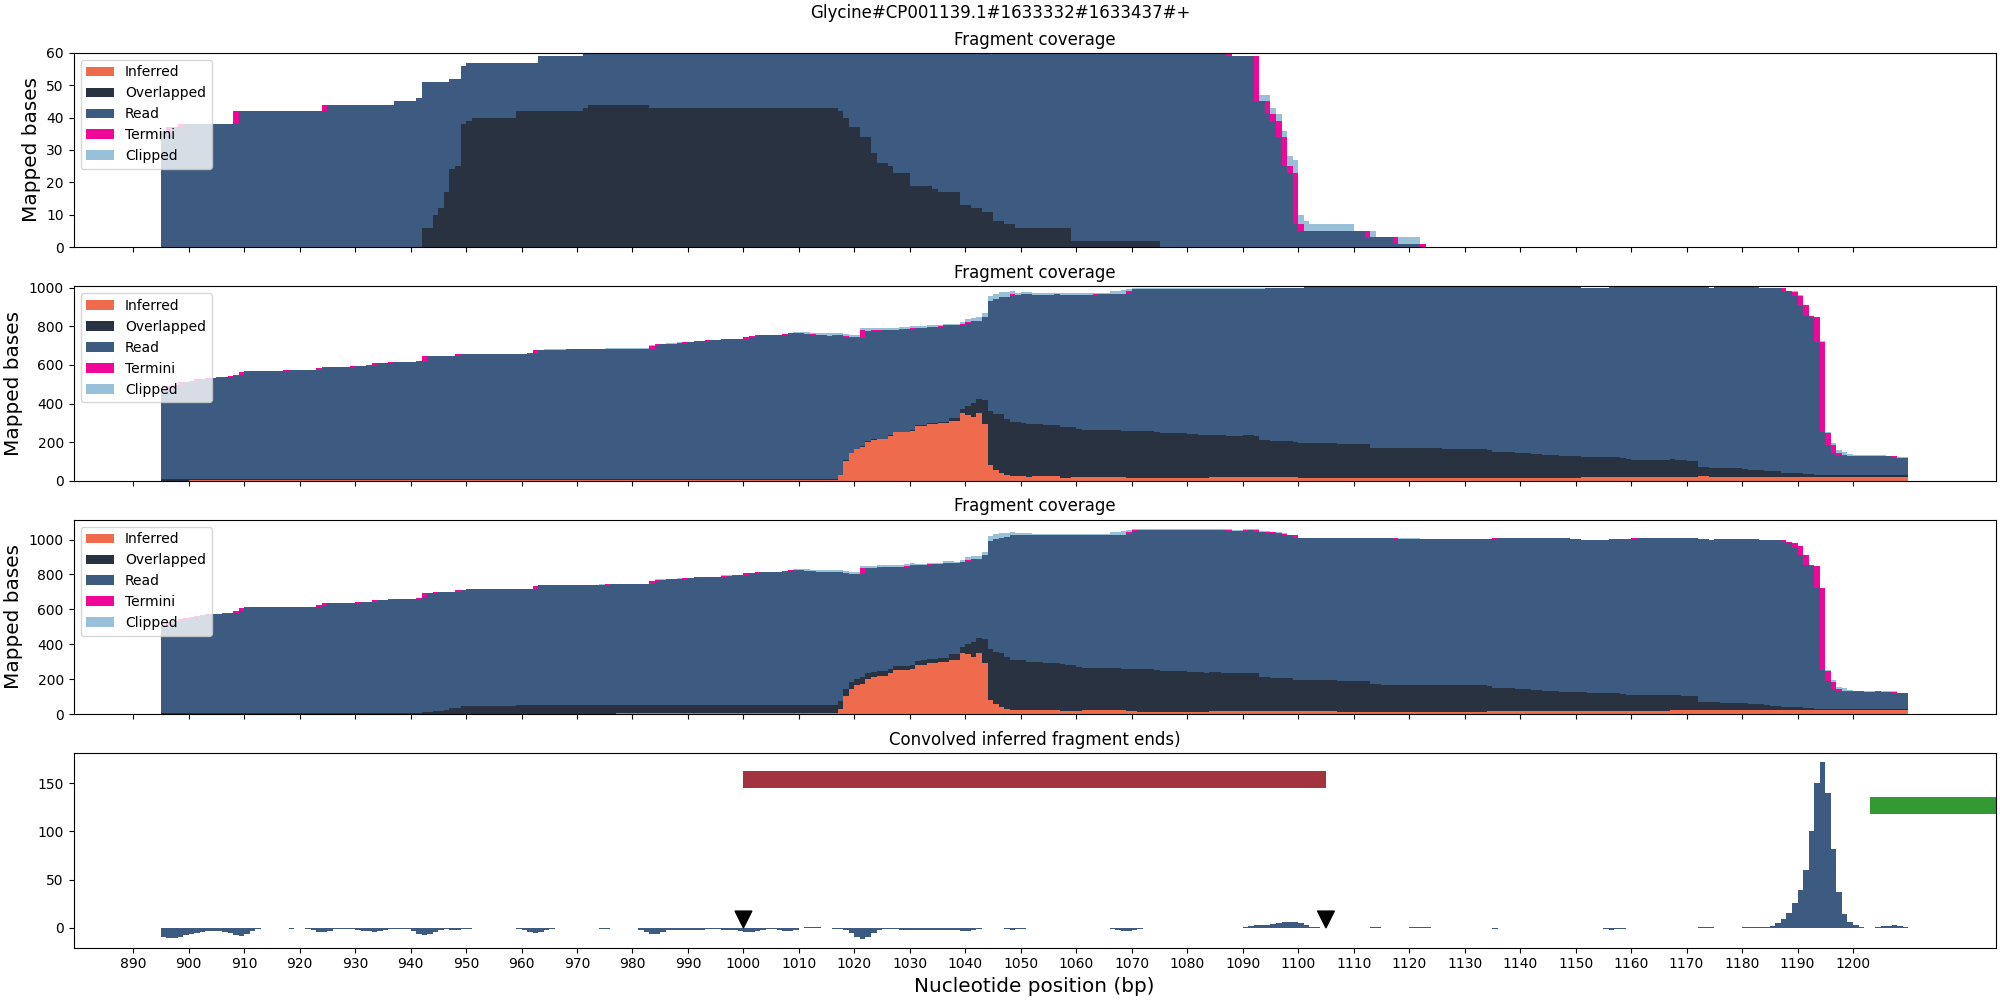 Glycine#CP001139.1#1633332#1633437#+
Fragment coverage
Mapped bases
60
50
40
30
20
10
0
Inferred
Overlapped
Read
Termini
Clipped
Fragment coverage
Mapped bases
1000
800
600
400
200
0
Inferred
Overlapped
Read
Termini
Clipped
Fragment coverage
Mapped bases
1000
800
600
400
200
0
Inferred
Overlapped
Read
Termini
Clipped
Convolved inferred fragment ends)
150
100
50
0
890 900 910 920 930 940 950 960 970 980 990 1000 1010 1020 1030 1040 1050 1060 1070 1080 1090 1100 1110 1120 1130 1140 1150 1160 1170 1180 1190 1200
Nucleotide position (bp)